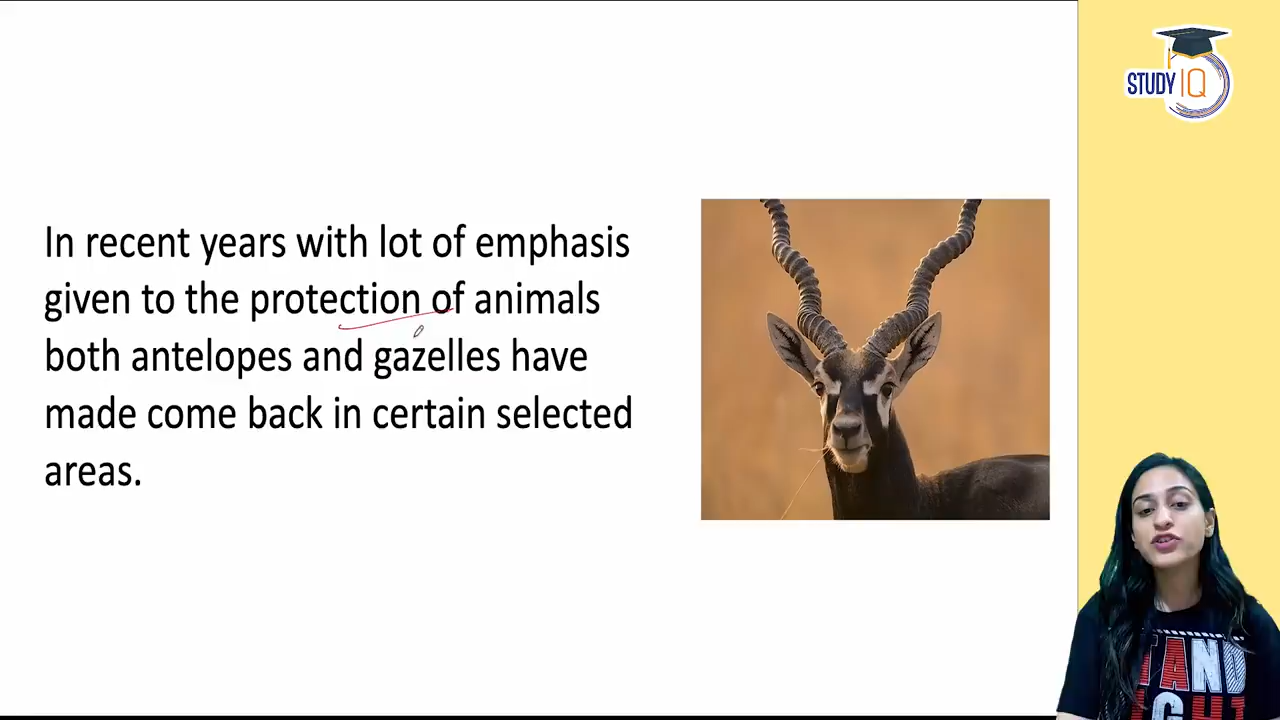 In recent years with lot of emphasis
given to the protection of animals
both antelopes and gazelles have
made come back in certain selected
areas.
STUDY IQ